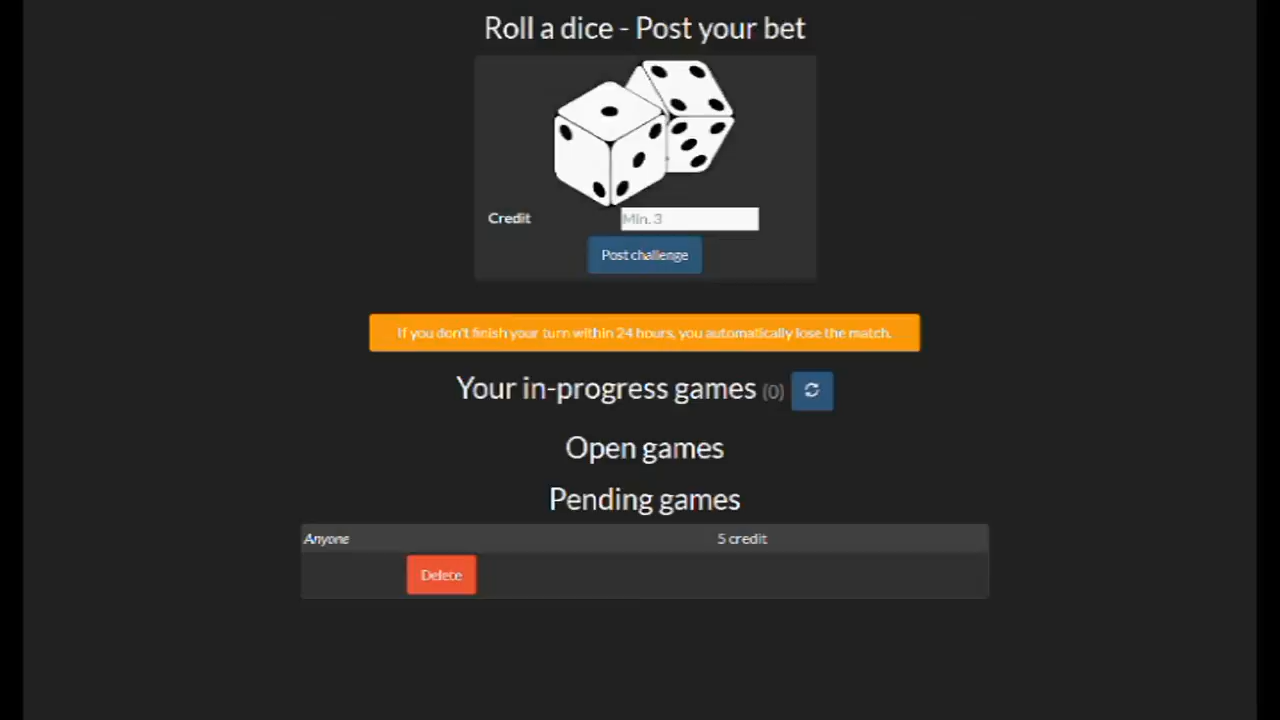 Roll a dice - Post your bet
Credit
Min. 3
Post challenge
If you don't finish your turn within 24 hours, you automatically lose the match.
Your in-progress games (0)
Open games
Pending games
Anyone 5 credit
Delete